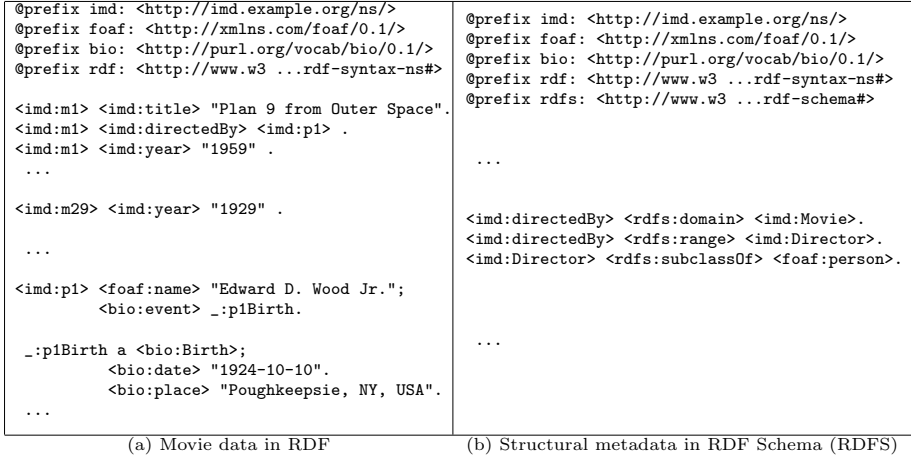 @prefix imd: <http://imd.example.org/ns/>
@prefix foaf: <http://xmlns.com/foaf/0.1/>
@prefix bio: <http://purl.org/vocab/bio/0.1/>
@prefix rdf: <http://www.w3 ...rdf-syntax-ns#>
<imd:m1> <imd:title> "Plan 9 from Outer Space".
<imd:m1> <imd:directedBy> <imd:p1> .
<imd:m1> <imd:year> "1959" .
...
<imd:m29> <imd:year> "1929" .
...
<imd:p1> <foaf:name> "Edward D. Wood Jr.";
<bio:event> _:p1Birth.
_:p1Birth a <bio:Birth>;
<bio:date> "1924-10-10".
<bio:place> "Poughkeepsie, NY, USA".
...
(a) Movie data in RDF
@prefix imd: <http://imd.example.org/ns/>
@prefix foaf: <http://xmlns.com/foaf/0.1/>
@prefix bio: <http://purl.org/vocab/bio/0.1/>
@prefix rdf: <http://www.w3 ...rdf-syntax-ns#>
@prefix rdfs: <http://www.w3 ...rdf-schema#>
...
<imd:directedBy> <rdfs:domain> <imd:Movie>.
<imd:directedBy> <rdfs:range> <imd:Director>.
<imd:Director> <rdfs:subclassOf> <foaf:person>.
...
(b) Structural metadata in RDF Schema (RDFS)